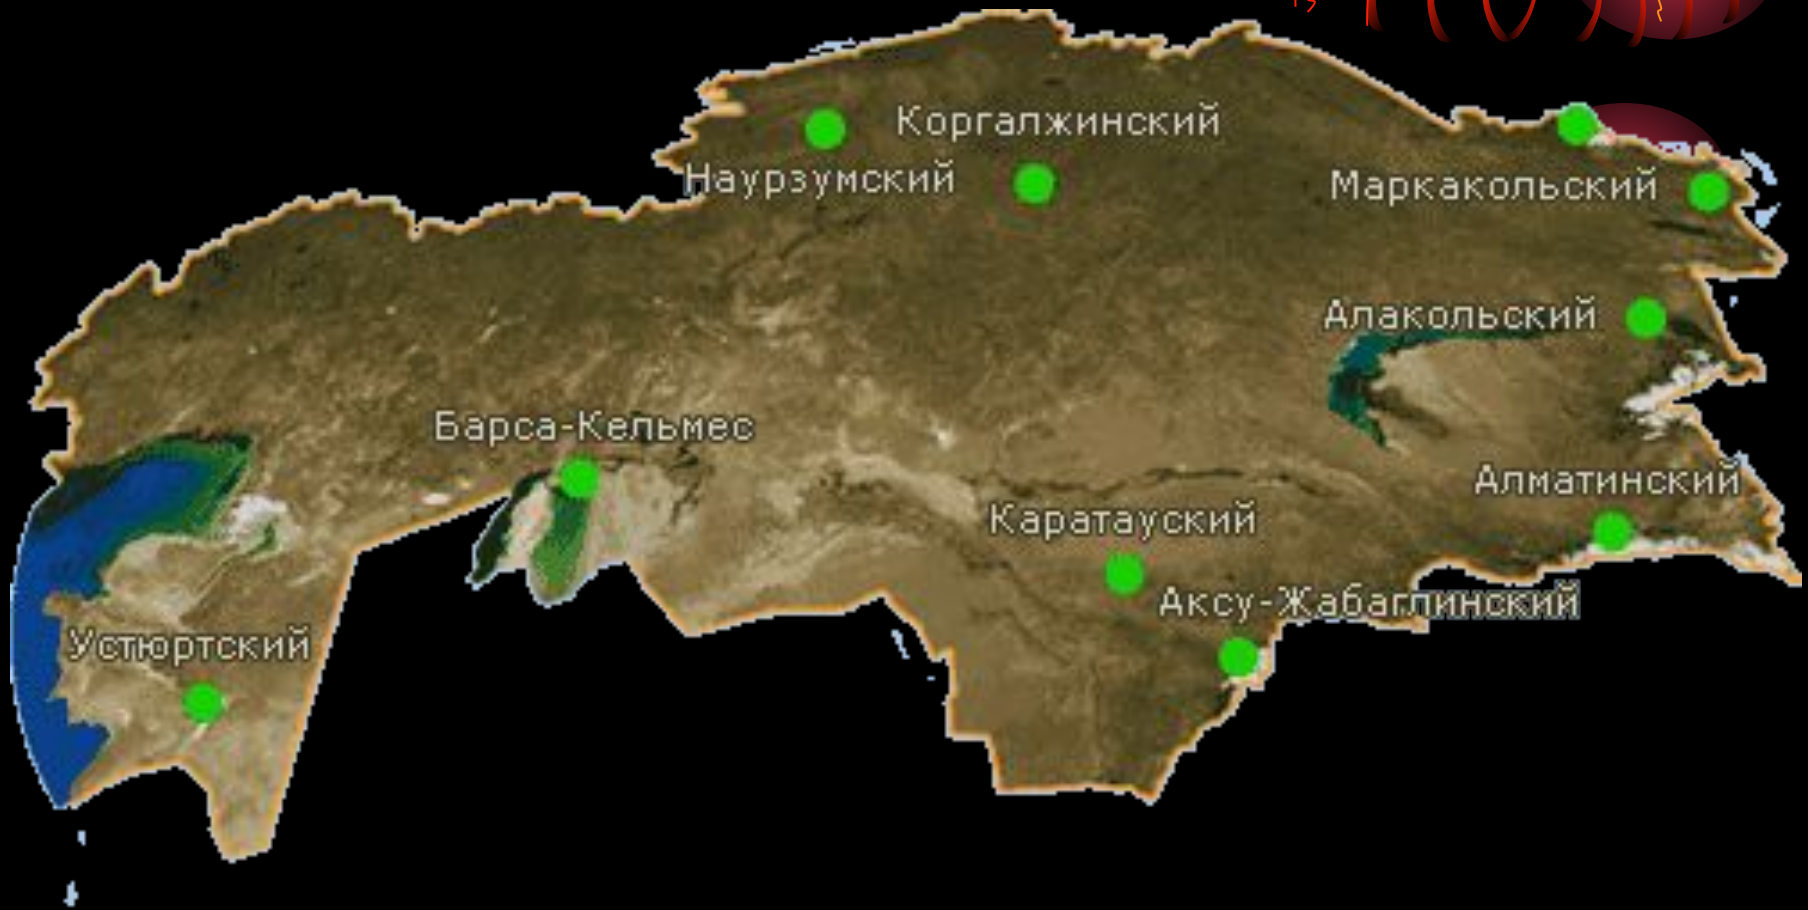 Коргалжинский
Наурзумский
Маркакольский
Алакольский
Барса-Кельмес
Алматинский
Каратауский
Аксу-Жабаглинский
Устюртский